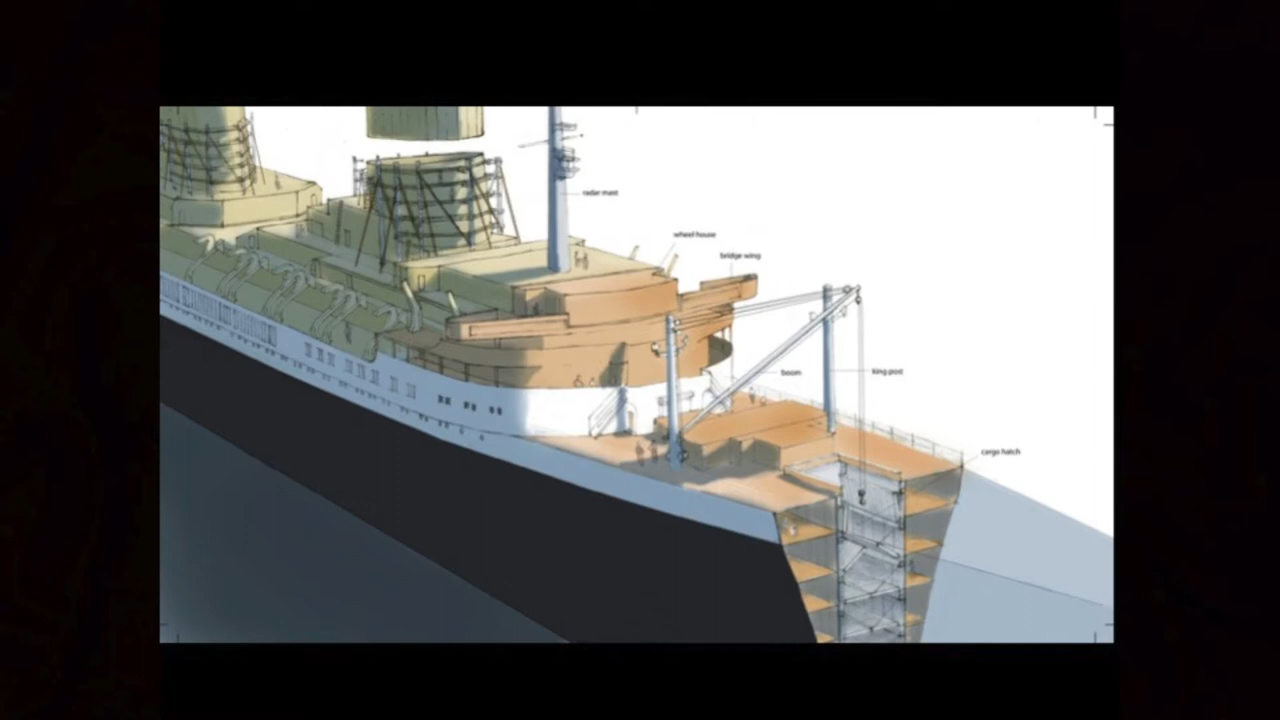 radar mast
wheel house
bridge wing
boom
king post
cargo hatch